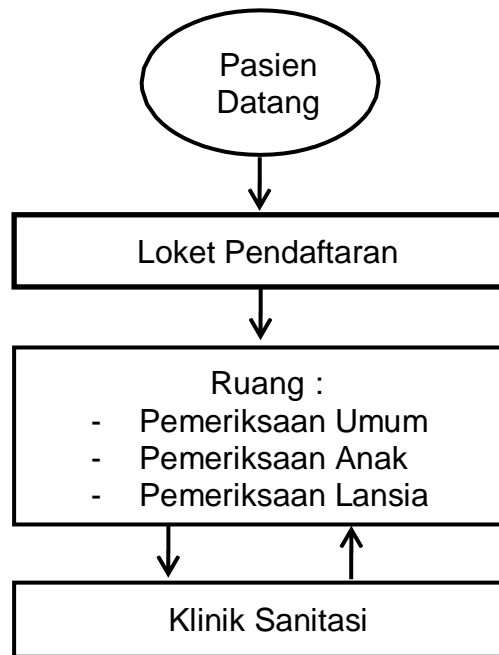 Pasien
Datang
Loket Pendaftaran
Ruang :
- Pemeriksaan Umum
- Pemeriksaan Anak
- Pemeriksaan Lansia
Klinik Sanitasi